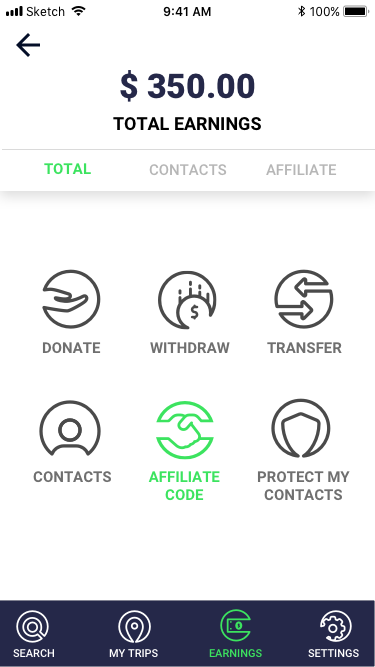 Sketch 9:41 AM 100%
$ 350.00
TOTAL EARNINGS
TOTAL CONTACTS AFFILIATE
$
DONATE WITHDRAW TRANSFER
CONTACTS AFFILIATE CODE PROTECT MY CONTACTS
SEARCH MY TRIPS EARNINGS SETTINGS